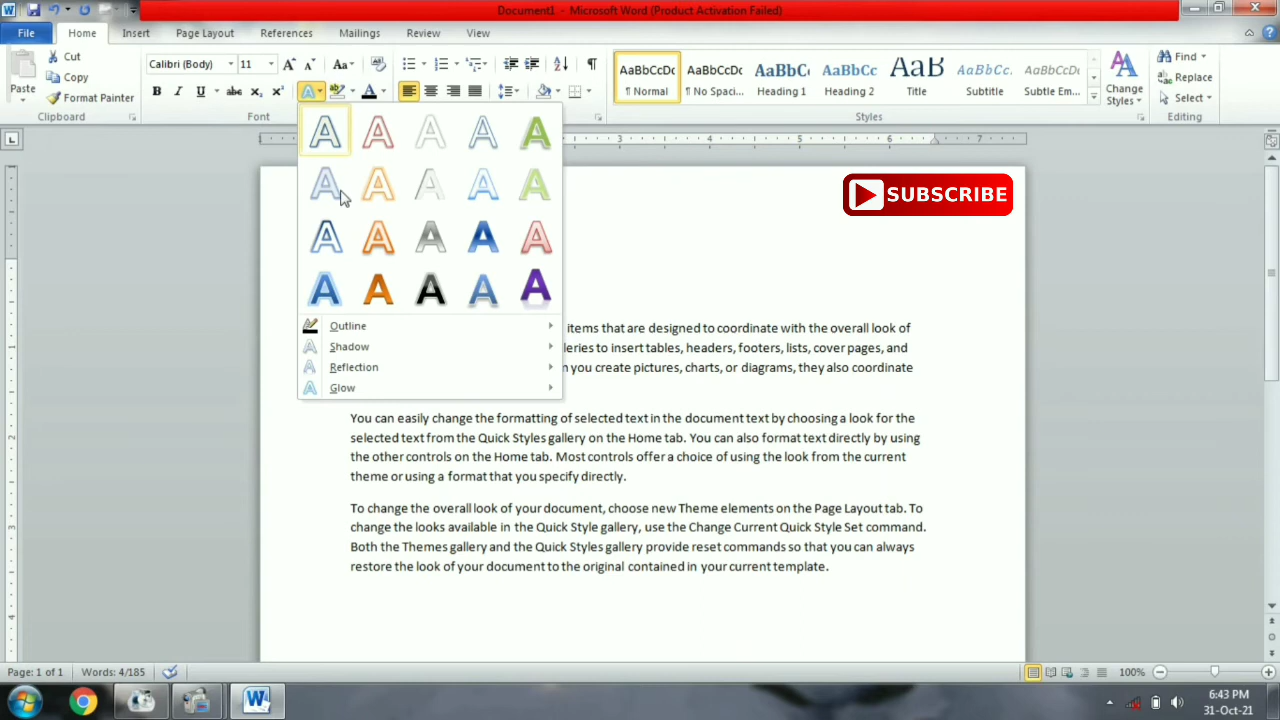 Document1 - Microsoft Word (Product Activation Failed)
File Home Insert Page Layout References Mailings Review View
Cut
Copy
Format Painter
Paste
Clipboard
Calibri (Body) 11
Font
AaBbCcDc AaBbCcDc AaBbC AaBbCc AaB AaBbCc. AaBbCcDc
¶ Normal ¶ No Spaci... Heading 1 Heading 2 Title Subtitle Subtle Em...
Change Styles
Styles
Find
Replace
Select
Editing
3 4 5 6 7
SUBSCRIBE
Outline
Shadow
Reflection
Glow
items that are designed to coordinate with the overall look of
leries to insert tables, headers, footers, lists, cover pages, and
you create pictures, charts, or diagrams, they also coordinate
You can easily change the formatting of selected text in the document text by choosing a look for the
selected text from the Quick Styles gallery on the Home tab. You can also format text directly by using
the other controls on the Home tab. Most controls offer a choice of using the look from the current
theme or using a format that you specify directly.
To change the overall look of your document, choose new Theme elements on the Page Layout tab. To
change the looks available in the Quick Style gallery, use the Change Current Quick Style Set command.
Both the Themes gallery and the Quick Styles gallery provide reset commands so that you can always
restore the look of your document to the original contained in your current template.
Page: 1 of 1 Words: 4/185 100%
6:43 PM
31-Oct-21